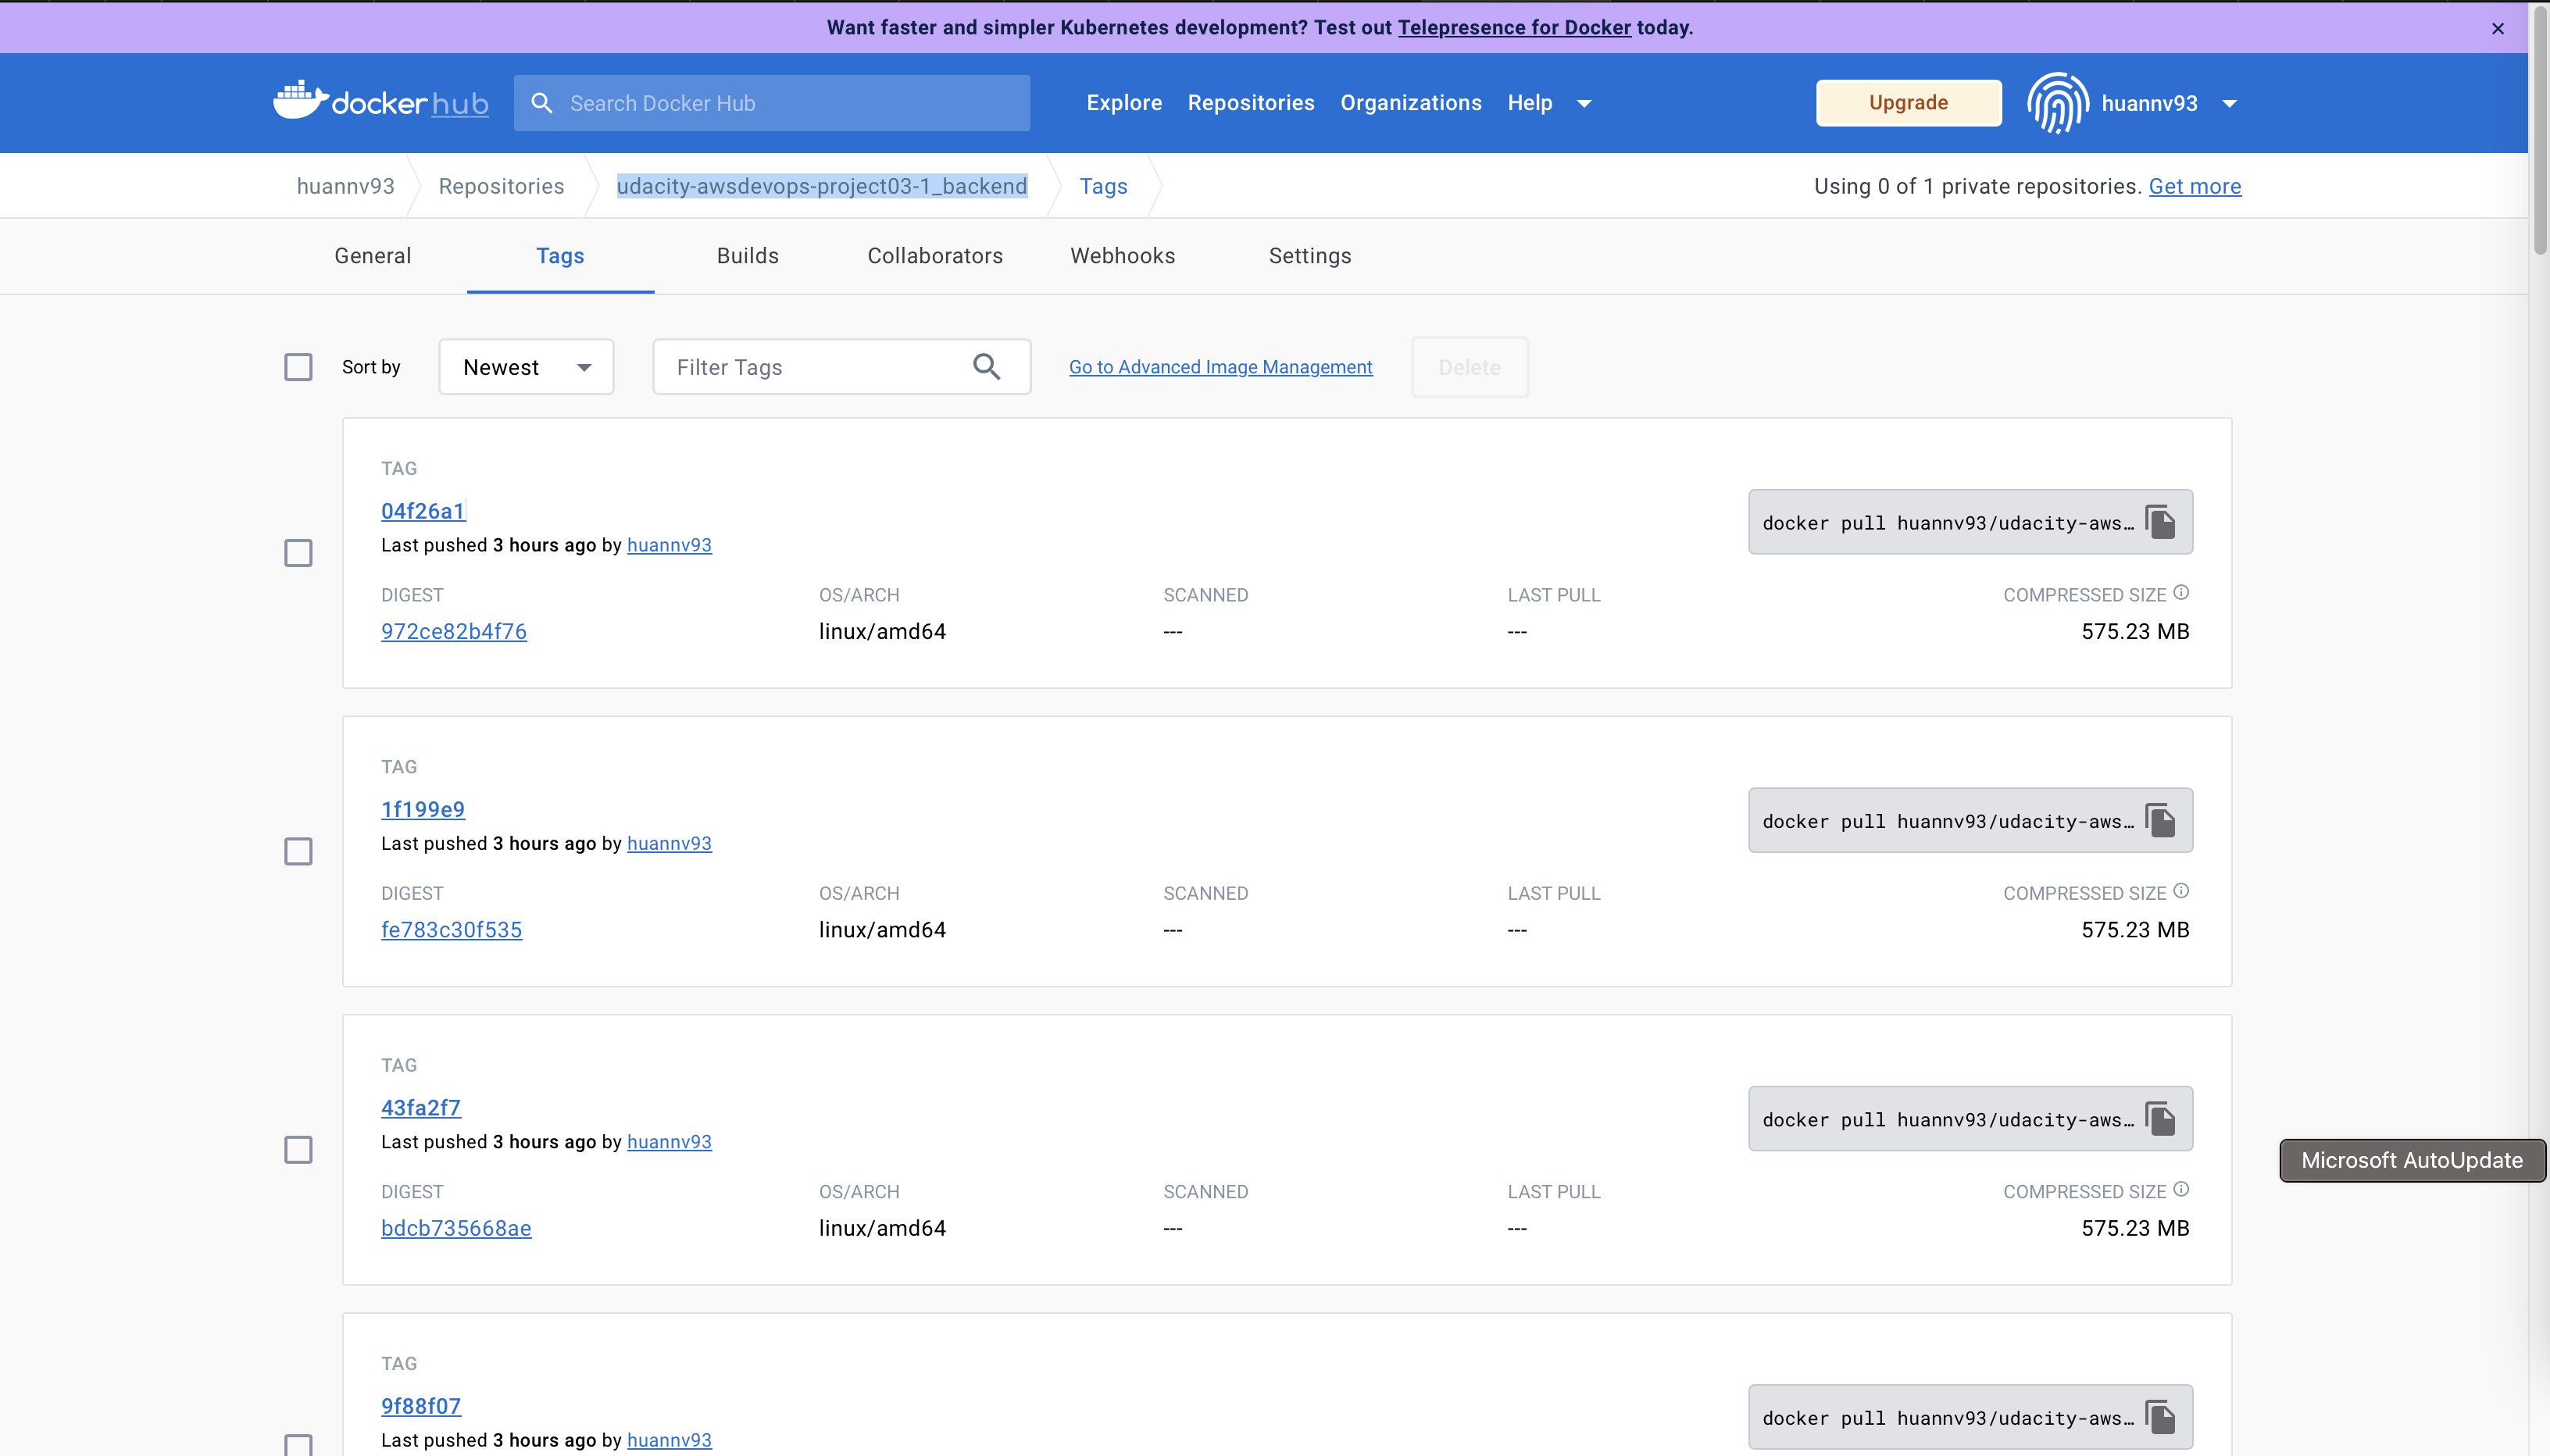 Want faster and simpler Kubernetes development? Test out Telepresence for Docker today.
dockerhub Search Docker Hub Explore Repositories Organizations Help Upgrade huannv93
huannv93 Repositories udacity-awsdevops-project03-1_backend Tags Using 0 of 1 private repositories. Get more
General Tags Builds Collaborators Webhooks Settings
Sort by Newest Filter Tags Go to Advanced Image Management Delete
TAG
04f26a1
docker pull huannv93/udacity-aws…
Last pushed 3 hours ago by huannv93
DIGEST OS/ARCH SCANNED LAST PULL COMPRESSED SIZE
972ce82b4f76 linux/amd64 --- --- 575.23 MB
TAG
1f199e9
docker pull huannv93/udacity-aws…
Last pushed 3 hours ago by huannv93
DIGEST OS/ARCH SCANNED LAST PULL COMPRESSED SIZE
fe783c30f535 linux/amd64 --- --- 575.23 MB
TAG
43fa2f7
docker pull huannv93/udacity-aws…
Last pushed 3 hours ago by huannv93
Microsoft AutoUpdate
DIGEST OS/ARCH SCANNED LAST PULL COMPRESSED SIZE
bdcb735668ae linux/amd64 --- --- 575.23 MB
TAG
9f88f07
docker pull huannv93/udacity-aws…
Last pushed 3 hours ago by huannv93